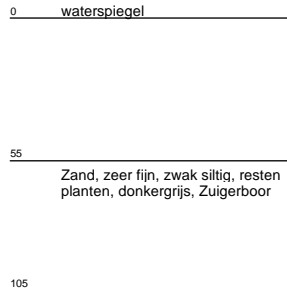 0 waterspiegel
55
Zand, zeer fijn, zwak siltig, resten
planten, donkergrijs, Zuigerboor
105